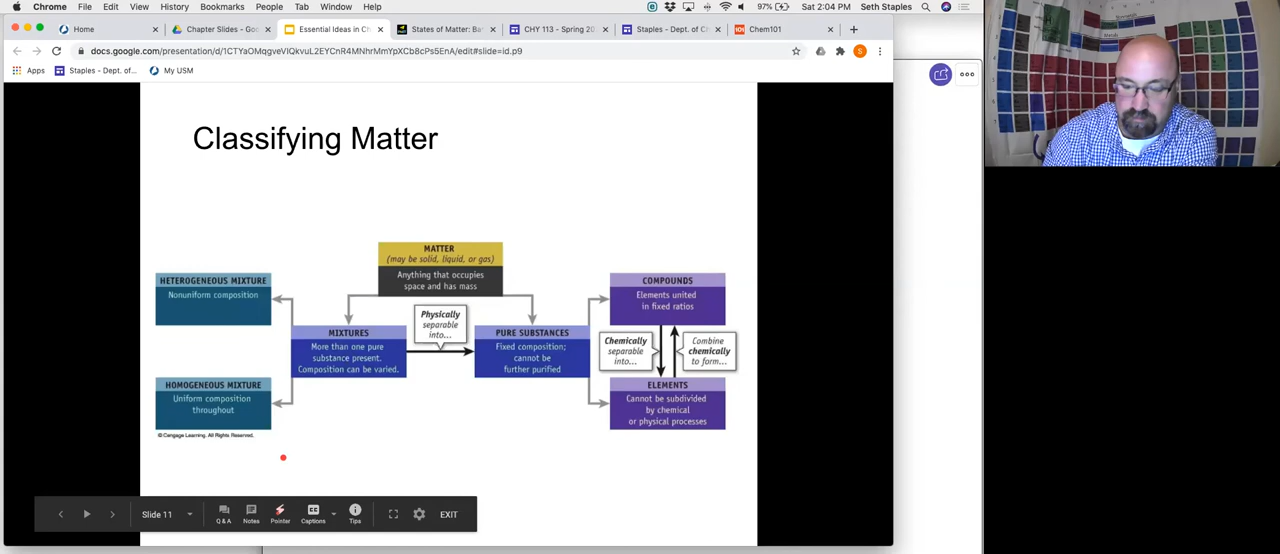 Chrome File Edit View History Bookmarks People Tab Window Help 97% Sat 2:04 PM Seth Staples
Home Chapter Slides - Goo Essential Ideas in Ch States of Matter: Ba CHY 113 - Spring 20 Staples - Dept. of Ch Chem101
docs.google.com/presentation/d/1CTYaOMqgveVIQkvuL2EYCnR4MNhrMmYpXCb8cPs5EnA/edit#slide=id.p9
Apps Staples - Dept. of... My USM
Classifying Matter
MATTER
(may be solid, liquid, or gas)
Anything that occupies
space and has mass
HETEROGENEOUS MIXTURE
Nonuniform composition
COMPOUNDS
Elements united
in fixed ratios
Physically
separable
into...
MIXTURES
More than one pure
substance present.
Composition can be varied.
PURE SUBSTANCES
Fixed composition;
cannot be
further purified
Chemically
separable
into...
Combine
chemically
to form...
HOMOGENEOUS MIXTURE
Uniform composition
throughout
ELEMENTS
Cannot be subdivided
by chemical
or physical processes
© Cengage Learning. All Rights Reserved.
Slide 11 Q & A Notes Pointer Captions Tips EXIT